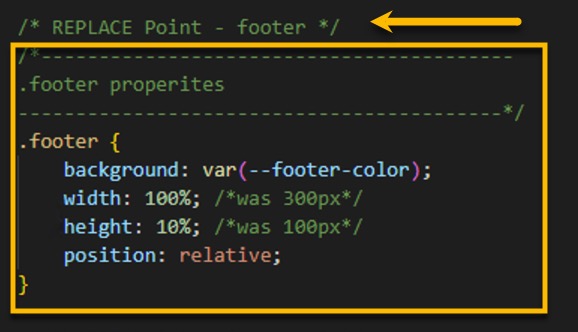 /* REPLACE Point - footer */
/*-----------------------------------------
.footer properites
------------------------------------------*/
.footer {
background: var(--footer-color);
width: 100%; /*was 300px*/
height: 10%; /*was 100px*/
position: relative;
}